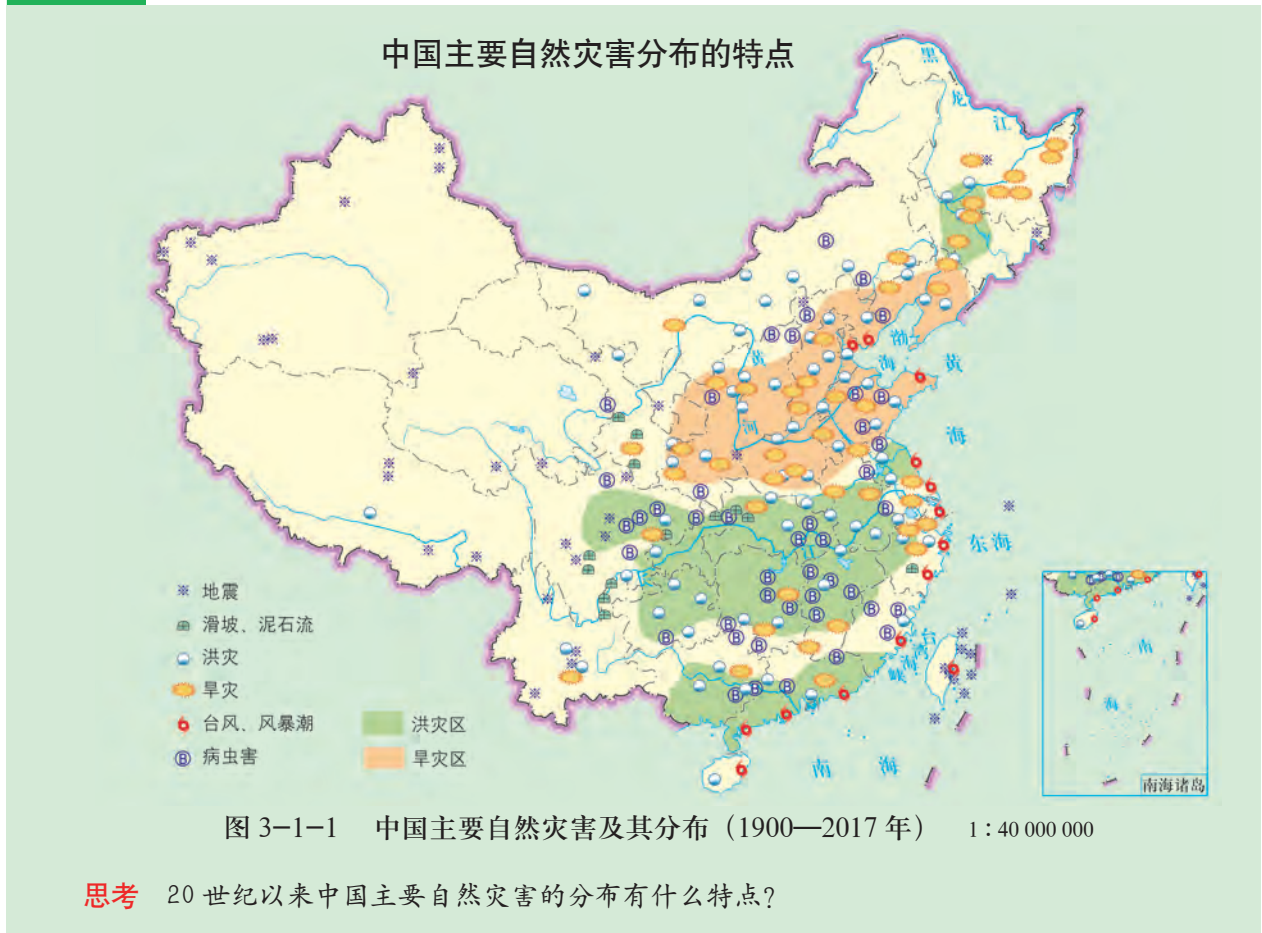 中国主要自然灾害分布的特点
黑
龙
江
渤
海
黄
海
黄
河
江
东海
台
湾
海
峡
南 海
地震
滑坡、泥石流
洪灾
旱灾
台风、风暴潮
病虫害
洪灾区
旱灾区
南
海
南海诸岛
图 3-1-1 中国主要自然灾害及其分布（1900—2017 年） 1∶40 000 000
思考 20 世纪以来中国主要自然灾害的分布有什么特点?